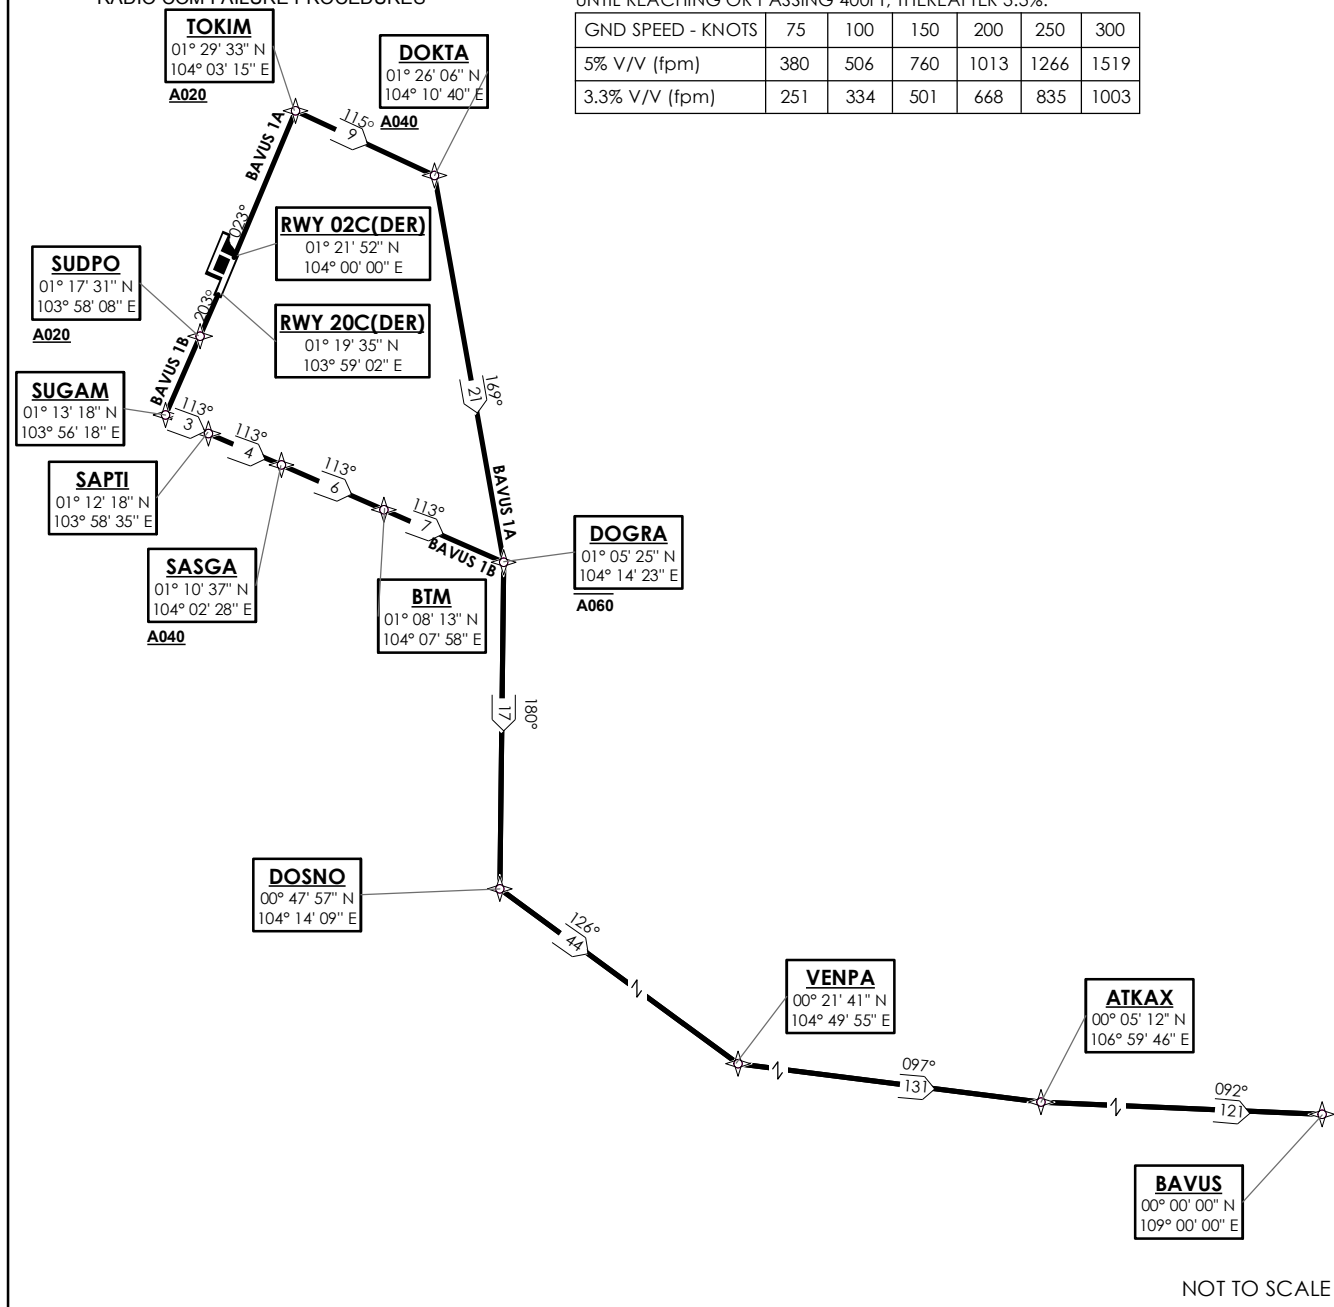 RADIO COM FAILURE PROCEDURES
UNTIL REACHING OR PASSING 400FT, THEREAFTER 3.3%.
GND SPEED - KNOTS 75 100 150 200 250 300
5% V/V (fpm) 380 506 760 1013 1266 1519
3.3% V/V (fpm) 251 334 501 668 835 1003
TOKIM
01° 29' 33" N
104° 03' 15" E
A020
DOKTA
01° 26' 06" N
104° 10' 40" E
A040
115°
9
BAVUS 1A
023°
RWY 02C(DER)
01° 21' 52" N
104° 00' 00" E
SUDPO
01° 17' 31" N
103° 58' 08" E
A020
203°
RWY 20C(DER)
01° 19' 35" N
103° 59' 02" E
BAVUS 1B
SUGAM
01° 13' 18" N
103° 56' 18" E
113°
3
113°
4
113°
6
113°
7
BAVUS 1B
169°
21
BAVUS 1A
SAPTI
01° 12' 18" N
103° 58' 35" E
SASGA
01° 10' 37" N
104° 02' 28" E
A040
BTM
01° 08' 13" N
104° 07' 58" E
DOGRA
01° 05' 25" N
104° 14' 23" E
A060
180°
17
DOSNO
00° 47' 57" N
104° 14' 09" E
126°
44
VENPA
00° 21' 41" N
104° 49' 55" E
097°
131
ATKAX
00° 05' 12" N
106° 59' 46" E
092°
121
BAVUS
00° 00' 00" N
109° 00' 00" E
NOT TO SCALE